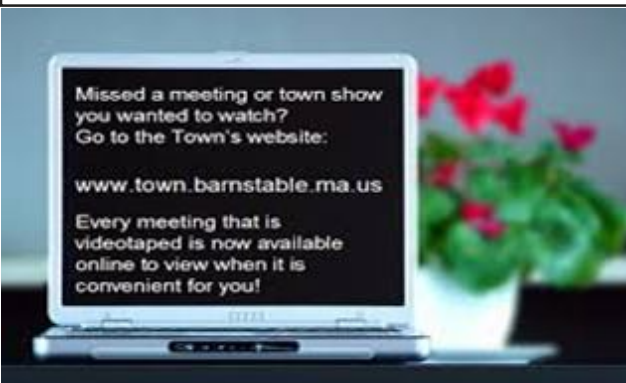 Missed a meeting or town show
you wanted to watch?
Go to the Town's website:
www.town.barnstable.ma.us
Every meeting that is
videotaped is now available
online to view when it is
convenient for you!